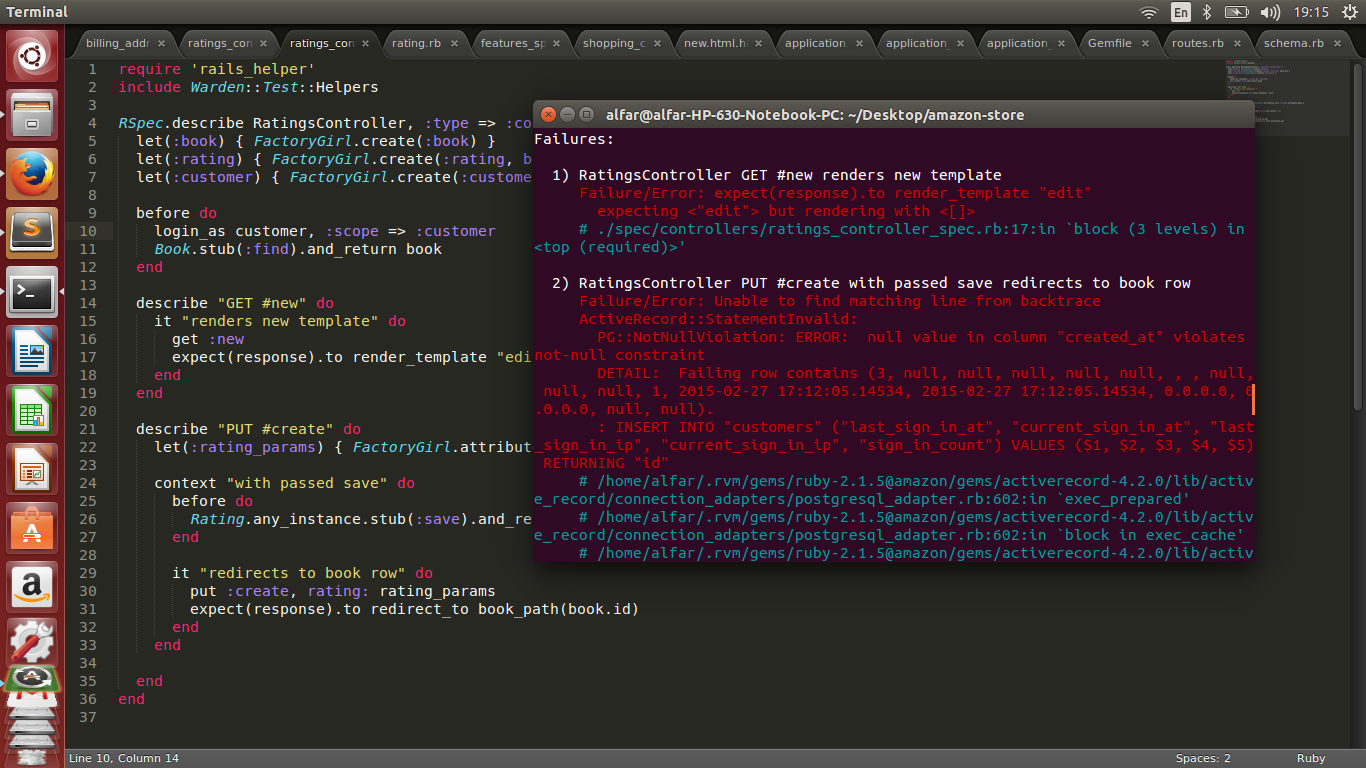 Terminal
En
19:15
billing_addr × ratings_con × ratings_con × rating.rb × features_sp × shopping_c × new.html.h × application. × application_ × application_ × Gemfile × routes.rb × schema.rb ×
1 require 'rails_helper'
2 include Warden::Test::Helpers
3
4 RSpec.describe RatingsController, :type => :co
5 let(:book) { FactoryGirl.create(:book) }
6 let(:rating) { FactoryGirl.create(:rating, b
7 let(:customer) { FactoryGirl.create(:custome
8
9 before do
10 login_as customer, :scope => :customer
11 Book.stub(:find).and_return book
12 end
13
14 describe "GET #new" do
15 it "renders new template" do
16 get :new
17 expect(response).to render_template "edi
18 end
19 end
20
21 describe "PUT #create" do
22 let(:rating_params) { FactoryGirl.attribut
23
24 context "with passed save" do
25 before do
26 Rating.any_instance.stub(:save).and_re
27 end
28
29 it "redirects to book row" do
30 put :create, rating: rating_params
31 expect(response).to redirect_to book_path(book.id)
32 end
33 end
34
35 end
36 end
37
alfar@alfar-HP-630-Notebook-PC: ~/Desktop/amazon-store
Failures:
1) RatingsController GET #new renders new template
Failure/Error: expect(response).to render_template "edit"
expecting <"edit"> but rendering with <[]>
# ./spec/controllers/ratings_controller_spec.rb:17:in `block (3 levels) in
<top (required)>'
2) RatingsController PUT #create with passed save redirects to book row
Failure/Error: Unable to find matching line from backtrace
ActiveRecord::StatementInvalid:
PG::NotNullViolation: ERROR:  null value in column "created_at" violates
not-null constraint
DETAIL:  Failing row contains (3, null, null, null, null, null, , , null,
null, null, 1, 2015-02-27 17:12:05.14534, 2015-02-27 17:12:05.14534, 0.0.0.0, 0
.0.0.0, null, null).
: INSERT INTO "customers" ("last_sign_in_at", "current_sign_in_at", "last
_sign_in_ip", "current_sign_in_ip", "sign_in_count") VALUES ($1, $2, $3, $4, $5)
RETURNING "id"
# /home/alfar/.rvm/gems/ruby-2.1.5@amazon/gems/activerecord-4.2.0/lib/activ
e_record/connection_adapters/postgresql_adapter.rb:602:in `exec_prepared'
# /home/alfar/.rvm/gems/ruby-2.1.5@amazon/gems/activerecord-4.2.0/lib/activ
e_record/connection_adapters/postgresql_adapter.rb:602:in `block in exec_cache'
# /home/alfar/.rvm/gems/ruby-2.1.5@amazon/gems/activerecord-4.2.0/lib/activ
Line 10, Column 14
Spaces: 2
Ruby